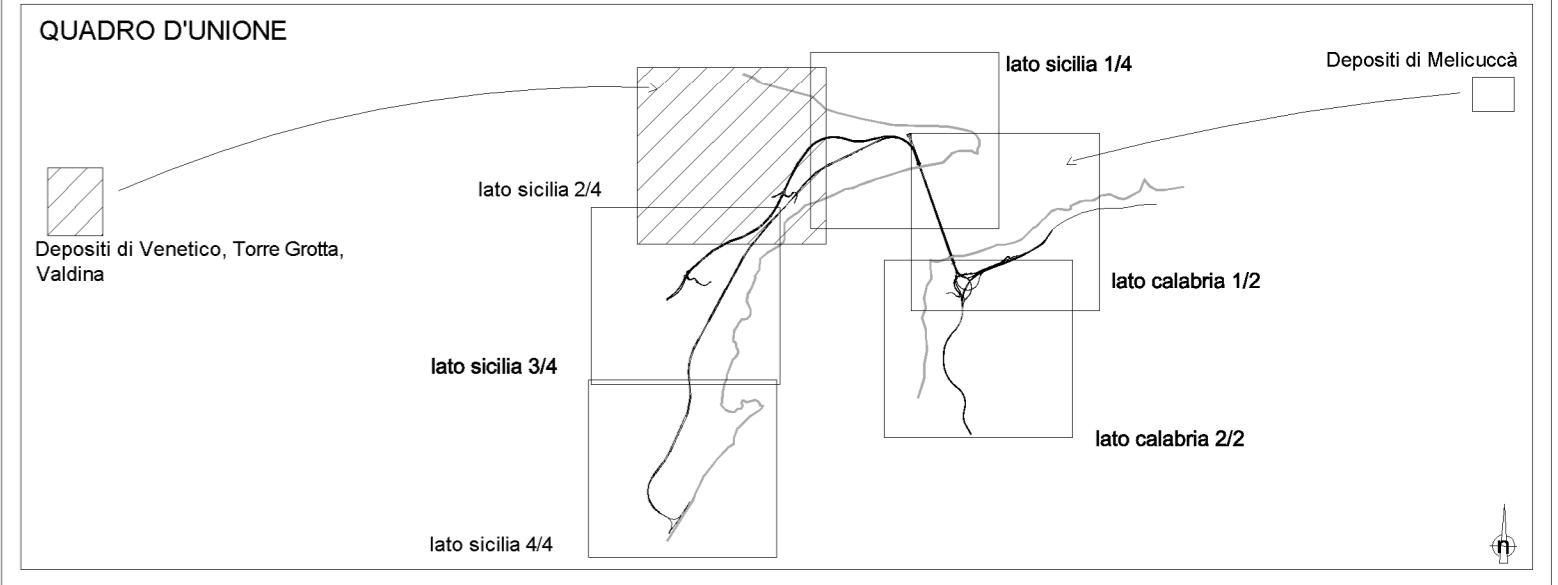 QUADRO D'UNIONE
lato sicilia 1/4
Depositi di Melicuccà
lato sicilia 2/4
Depositi di Venetico, Torre Grotta,
Valdina
lato calabria 1/2
lato sicilia 3/4
lato calabria 2/2
lato sicilia 4/4
n